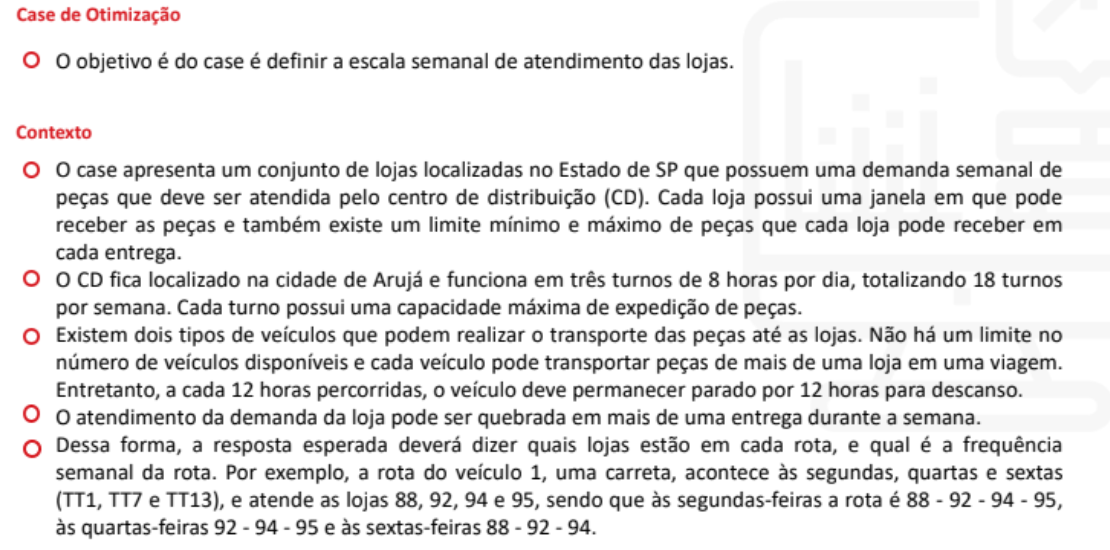 Case de Otimização
O objetivo é do case é definir a escala semanal de atendimento das lojas.
Contexto
O case apresenta um conjunto de lojas localizadas no Estado de SP que possuem uma demanda semanal de
peças que deve ser atendida pelo centro de distribuição (CD). Cada loja possui uma janela em que pode
receber as peças e também existe um limite mínimo e máximo de peças que cada loja pode receber em
cada entrega.
O CD fica localizado na cidade de Arujá e funciona em três turnos de 8 horas por dia, totalizando 18 turnos
por semana. Cada turno possui uma capacidade máxima de expedição de peças.
Existem dois tipos de veículos que podem realizar o transporte das peças até as lojas. Não há um limite no
número de veículos disponíveis e cada veículo pode transportar peças de mais de uma loja em uma viagem.
Entretanto, a cada 12 horas percorridas, o veículo deve permanecer parado por 12 horas para descanso.
O atendimento da demanda da loja pode ser quebrada em mais de uma entrega durante a semana.
Dessa forma, a resposta esperada deverá dizer quais lojas estão em cada rota, e qual é a frequência
semanal da rota. Por exemplo, a rota do veículo 1, uma carreta, acontece às segundas, quartas e sextas
(TT1, TT7 e TT13), e atende as lojas 88, 92, 94 e 95, sendo que às segundas-feiras a rota é 88 - 92 - 94 - 95,
às quartas-feiras 92 - 94 - 95 e às sextas-feiras 88 - 92 - 94.